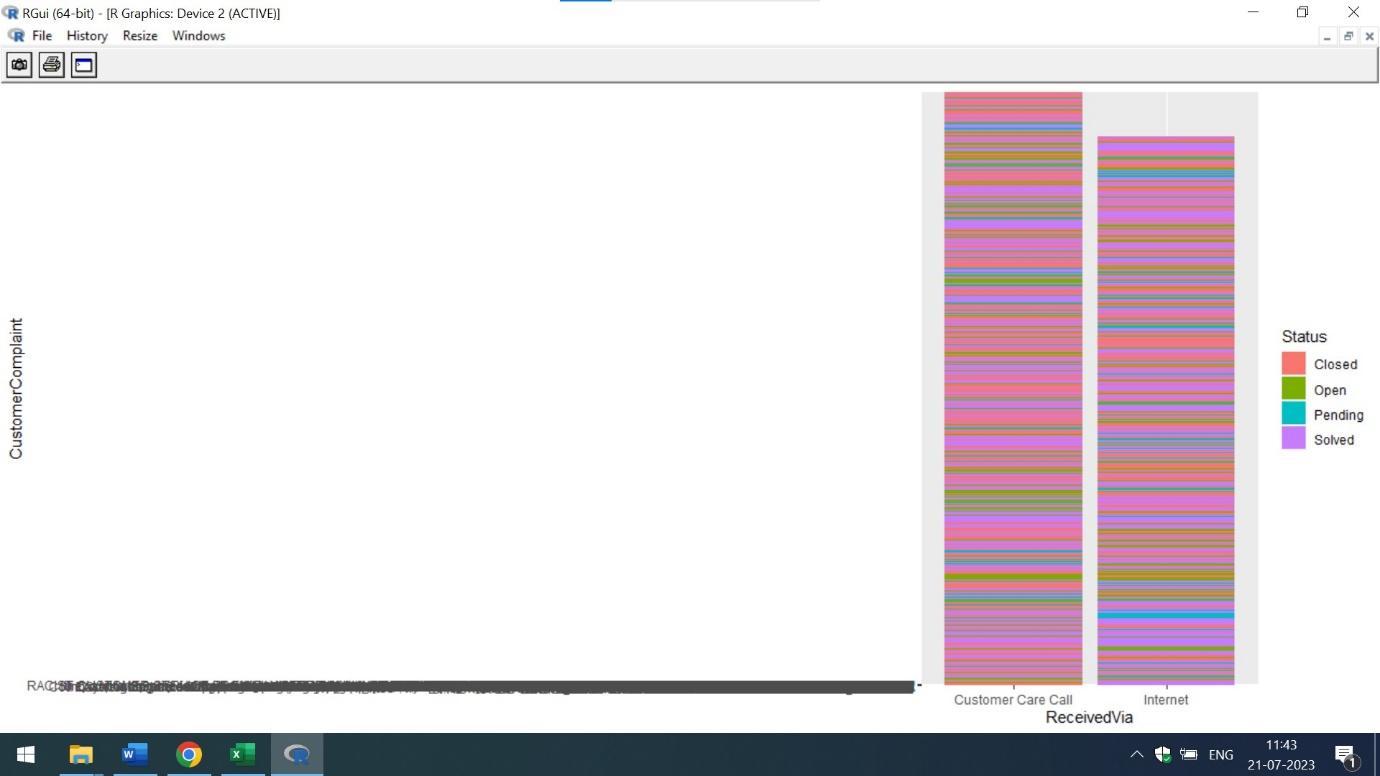 RGui (64-bit) - [R Graphics: Device 2 (ACTIVE)]
File History Resize Windows
CustomerComplaint
Status
Closed
Open
Pending
Solved
Customer Care Call Internet
ReceivedVia
ENG
11:43
21-07-2023
1